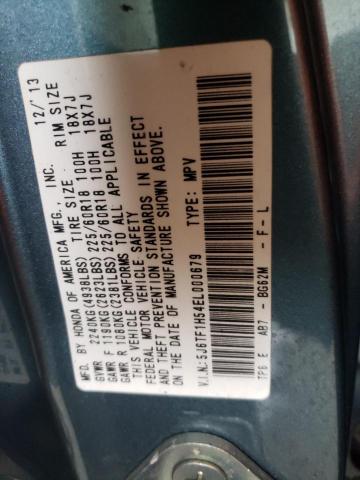 MFD. BY HONDA OF AMERICA MFG., INC. 12/'13
TIRE SIZE RIM SIZE
GVWR 2240KG(4938LBS)
GAWR F 1190KG(2623LBS) 225/60R18 100H 18X7J
GAWR R 1080KG(2381LBS) 225/60R18 100H 18X7J
THIS VEHICLE CONFORMS TO ALL APPLICABLE
FEDERAL MOTOR VEHICLE SAFETY
AND THEFT PREVENTION STANDARDS IN EFFECT
ON THE DATE OF MANUFACTURE SHOWN ABOVE.
V.I.N.: 5J6TF1H54EL000679 TYPE: MPV
TP6 E AB7 - BG62M - F - L